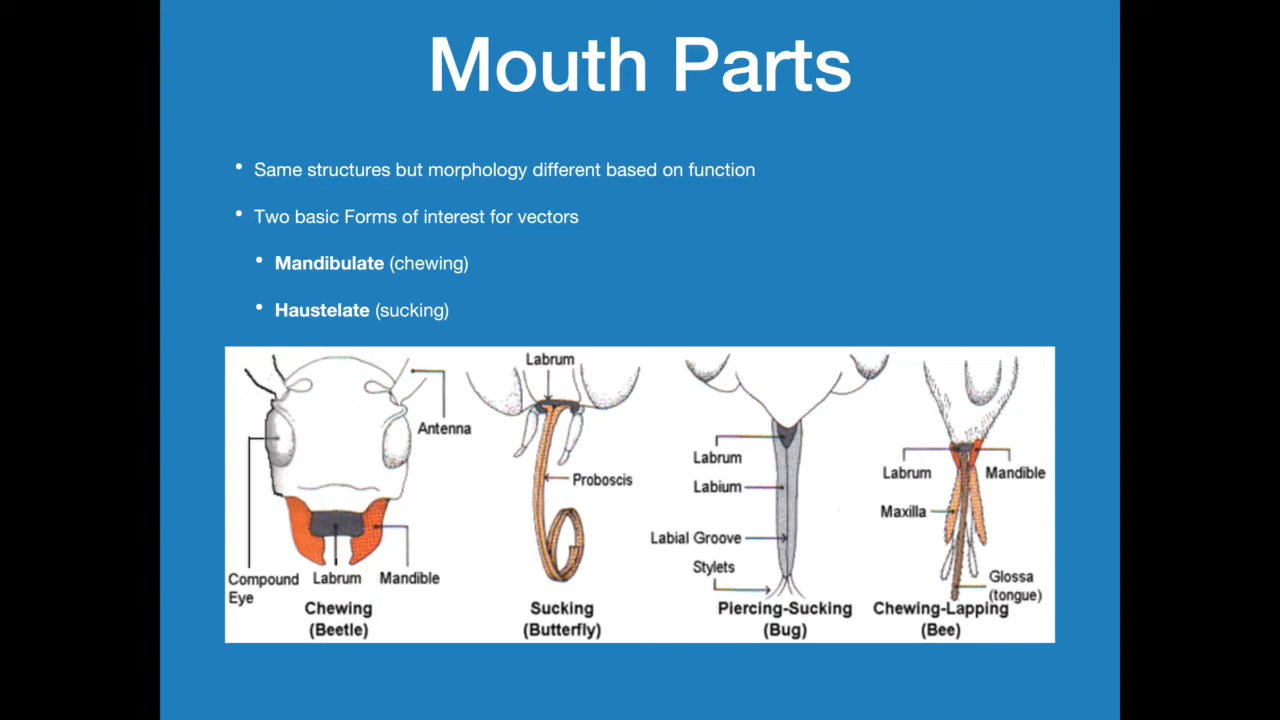 Mouth Parts
• Same structures but morphology different based on function
• Two basic Forms of interest for vectors
• Mandibulate (chewing)
• Haustelate (sucking)
Antenna
Compound
Eye
Labrum
Mandible
Chewing
(Beetle)
Labrum
Proboscis
Sucking
(Butterfly)
Labrum
Labium
Labial Groove
Stylets
Piercing-Sucking
(Bug)
Labrum
Mandible
Maxilla
Glossa
(tongue)
Chewing-Lapping
(Bee)